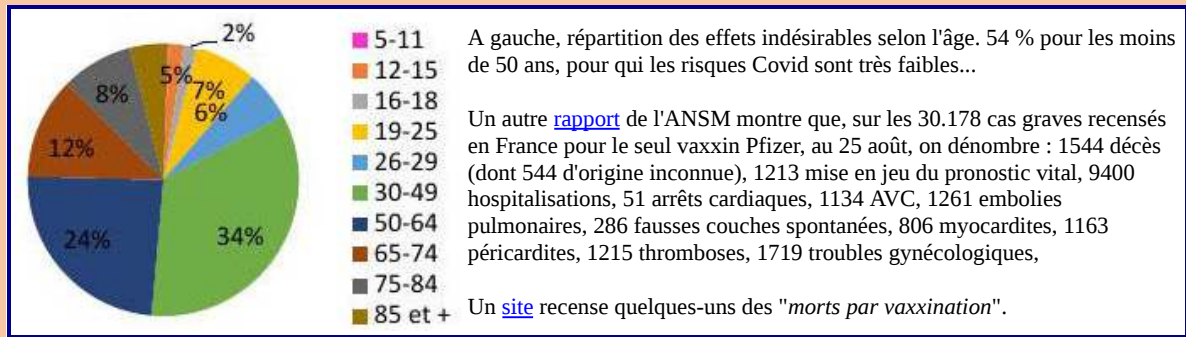 2%
5%
7%
6%
8%
12%
24%
34%
5-11
12-15
16-18
19-25
26-29
30-49
50-64
65-74
75-84
85 et +
A gauche, répartition des effets indésirables selon l'âge. 54 % pour les moins
de 50 ans, pour qui les risques Covid sont très faibles...
Un autre rapport de l'ANSM montre que, sur les 30.178 cas graves recensés
en France pour le seul vaxxin Pfizer, au 25 août, on dénombre : 1544 décès
(dont 544 d'origine inconnue), 1213 mise en jeu du pronostic vital, 9400
hospitalisations, 51 arrêts cardiaques, 1134 AVC, 1261 embolies
pulmonaires, 286 fausses couches spontanées, 806 myocardites, 1163
péricardites, 1215 thromboses, 1719 troubles gynécologiques,
Un site recense quelques-uns des "morts par vaxxination".